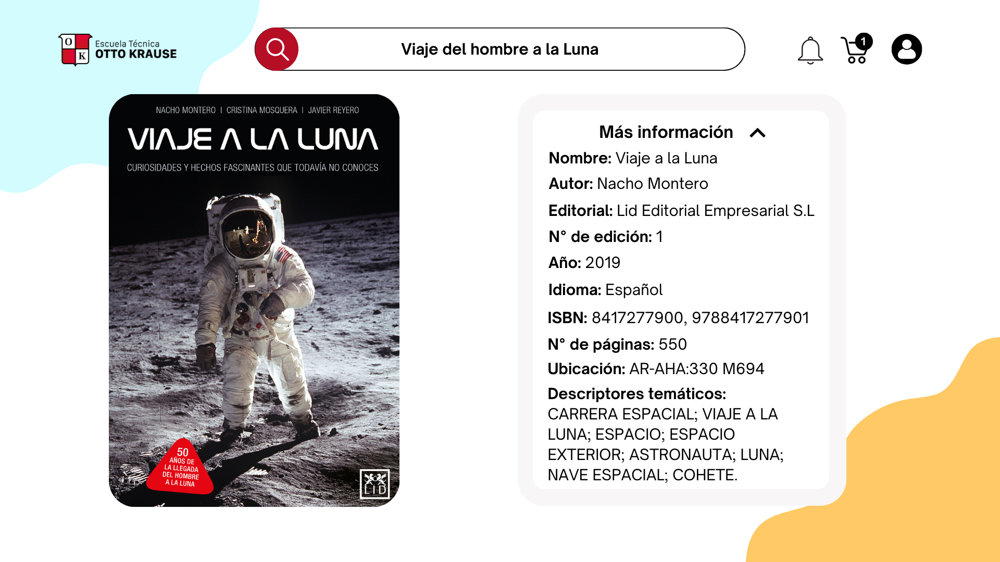 O
K
Escuela Técnica
OTTO KRAUSE
Viaje del hombre a la Luna
1
NACHO MONTERO | CRISTINA MOSQUERA | JAVIER REYERO
VIAJE A LA LUNA
CURIOSIDADES Y HECHOS FASCINANTES QUE TODAVÍA NO CONOCES
50
AÑOS DE
LA LLEGADA
DEL HOMBRE
A LA LUNA
LID
Más información
Nombre: Viaje a la Luna
Autor: Nacho Montero
Editorial: Lid Editorial Empresarial S.L
N° de edición: 1
Año: 2019
Idioma: Español
ISBN: 8417277900, 9788417277901
N° de páginas: 550
Ubicación: AR-AHA:330 M694
Descriptores temáticos:
CARRERA ESPACIAL; VIAJE A LA
LUNA; ESPACIO; ESPACIO
EXTERIOR; ASTRONAUTA; LUNA;
NAVE ESPACIAL; COHETE.